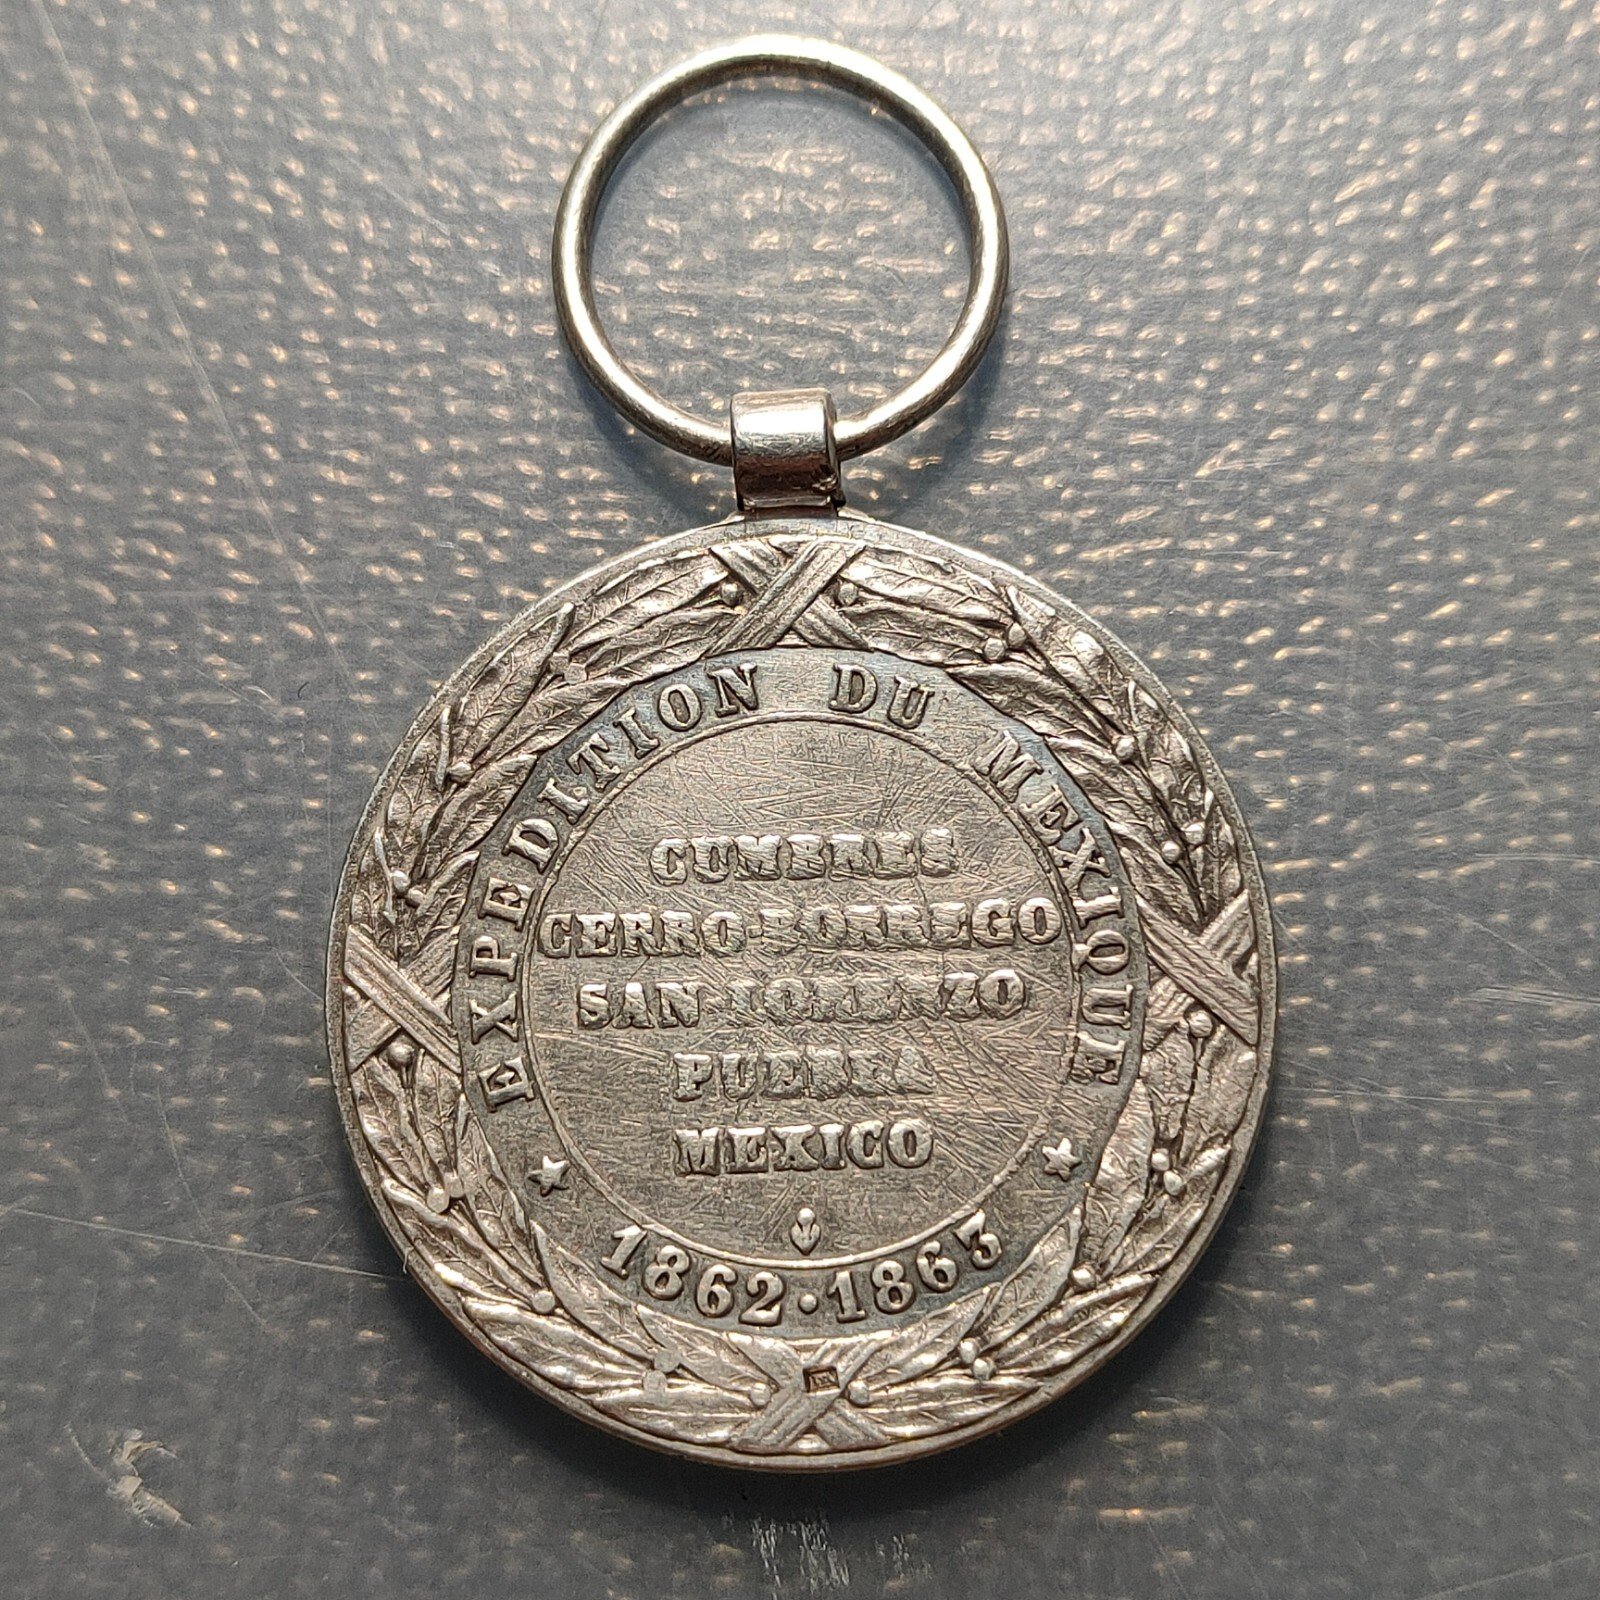 EXPEDITION DU MEXIQUE
CUMBRES
CERRO-BORREGO
SAN LORENZO
PUEBLA
MEXICO
1862 · 1863